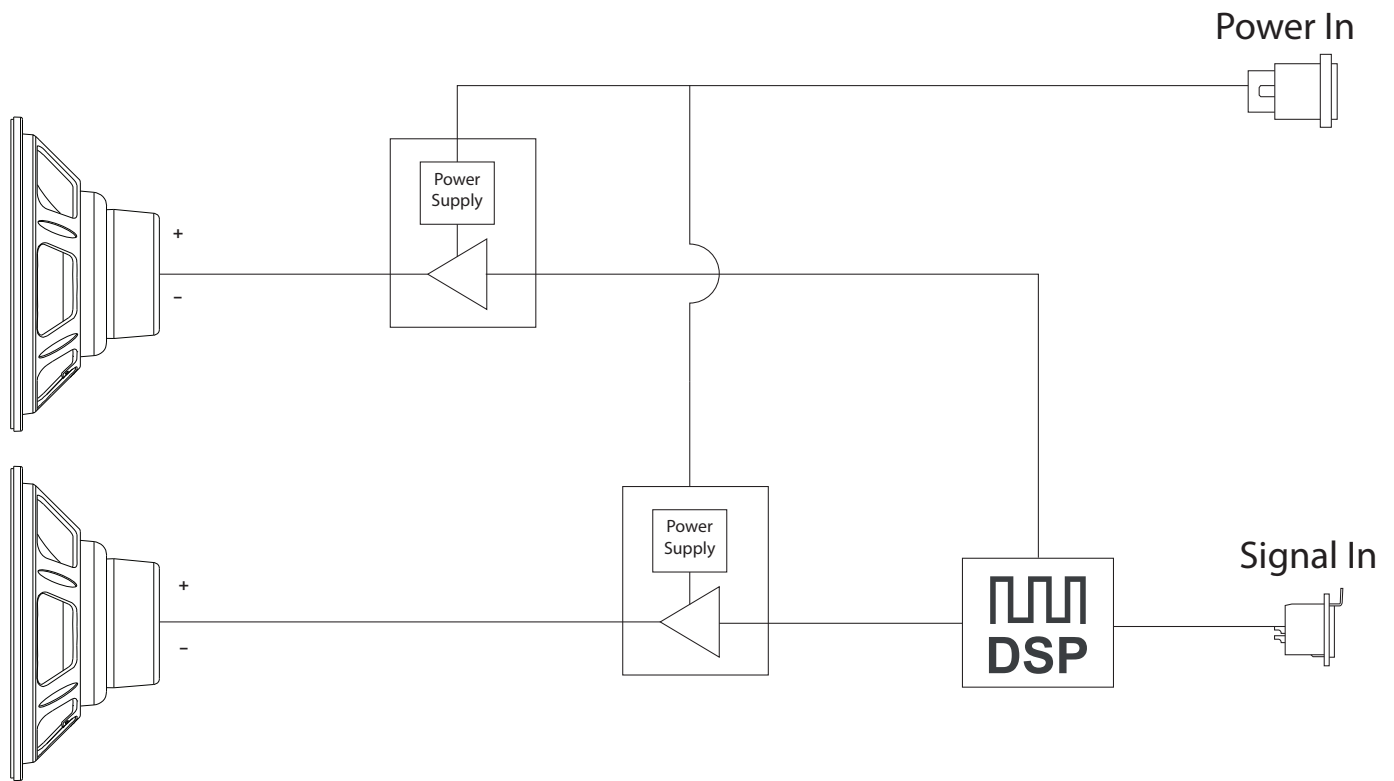 Power In
Power
Supply
+
–
Power
Supply
Signal In
+
–
DSP